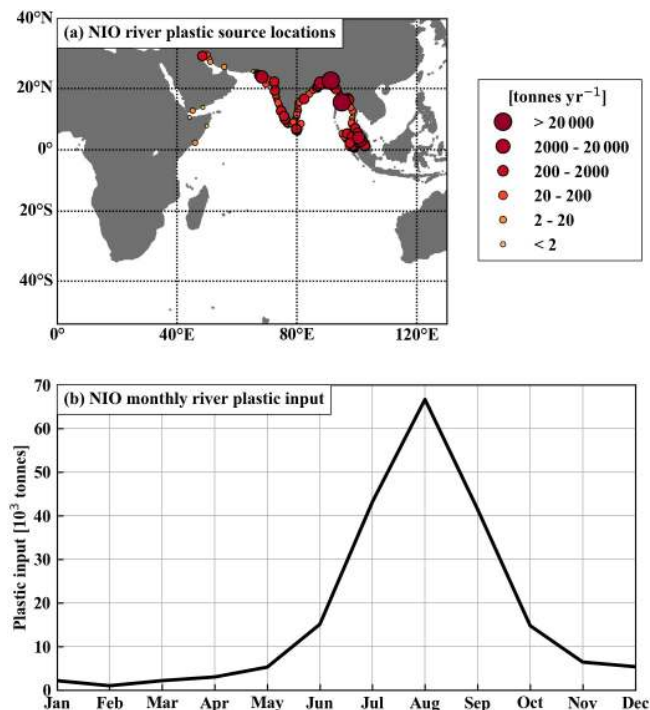 40°N
(a) NIO river plastic source locations
20°N
0°
20°S
40°S
0°
40°E
80°E
120°E
[tonnes yr⁻¹]
> 20 000
2000 - 20 000
200 - 2000
20 - 200
2 - 20
< 2
(b) NIO monthly river plastic input
Plastic input [10³ tonnes]
70
60
50
40
30
20
10
0
Jan Feb Mar Apr May Jun Jul Aug Sep Oct Nov Dec